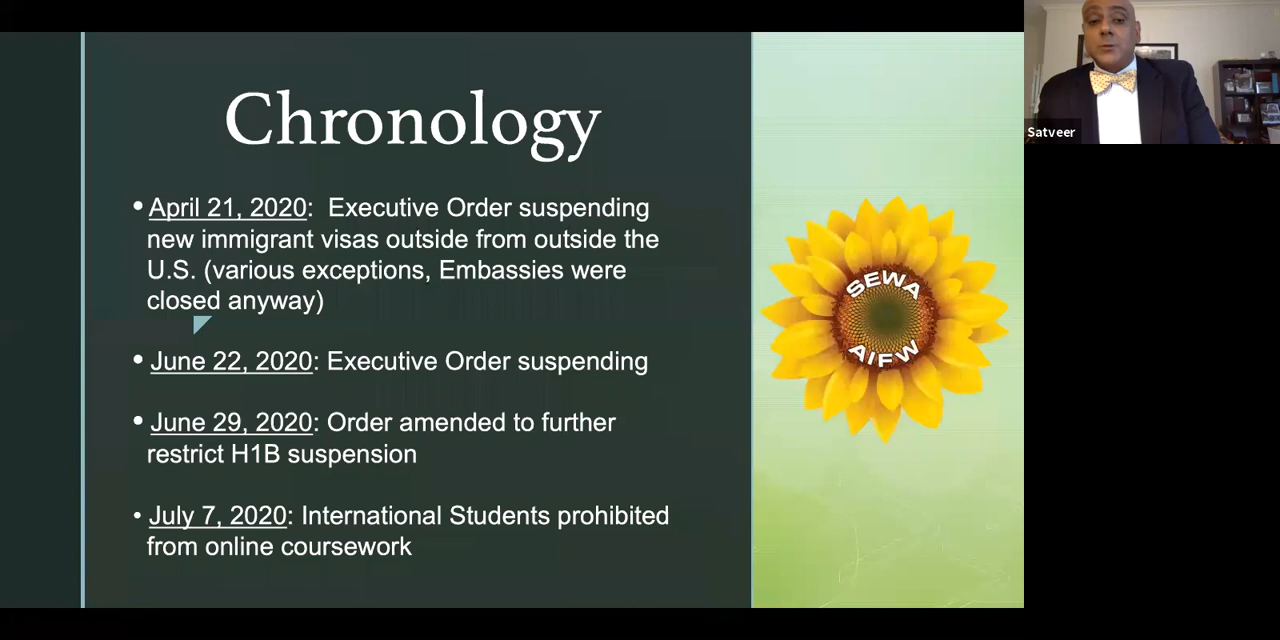 Chronology
• April 21, 2020:  Executive Order suspending
new immigrant visas outside from outside the
U.S. (various exceptions, Embassies were
closed anyway)
• June 22, 2020: Executive Order suspending
• June 29, 2020: Order amended to further
restrict H1B suspension
• July 7, 2020: International Students prohibited
from online coursework
SEWA
AIFW
Satveer